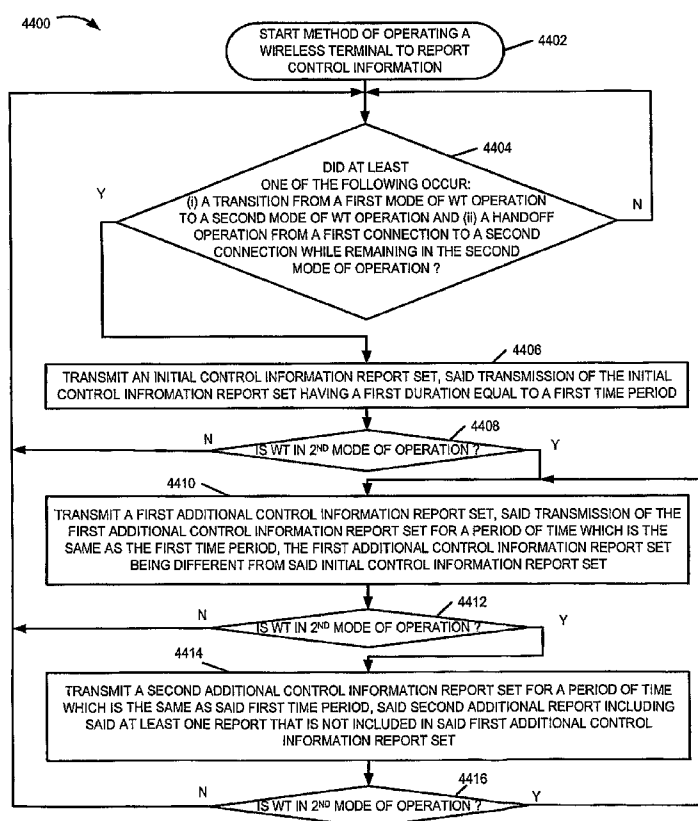 4400
START METHOD OF OPERATING A
WIRELESS TERMINAL TO REPORT
CONTROL INFORMATION
4402
4404
DID AT LEAST
ONE OF THE FOLLOWING OCCUR:
(i) A TRANSITION FROM A FIRST MODE OF WT OPERATION
TO A SECOND MODE OF WT OPERATION AND (ii) A HANDOFF
OPERATION FROM A FIRST CONNECTION TO A SECOND
CONNECTION WHILE REMAINING IN THE SECOND
MODE OF OPERATION ?
Y
N
4406
TRANSMIT AN INITIAL CONTROL INFORMATION REPORT SET, SAID TRANSMISSION OF THE INITIAL
CONTROL INFROMATION REPORT SET HAVING A FIRST DURATION EQUAL TO A FIRST TIME PERIOD
4408
N
IS WT IN 2ND MODE OF OPERATION ?
Y
4410
TRANSMIT A FIRST ADDITIONAL CONTROL INFORMATION REPORT SET, SAID TRANSMISSION OF THE
FIRST ADDITIONAL CONTROL INFORMATION REPORT SET FOR A PERIOD OF TIME WHICH IS THE
SAME AS THE FIRST TIME PERIOD, THE FIRST ADDITIONAL CONTROL INFORMATION REPORT SET
BEING DIFFERENT FROM SAID INITIAL CONTROL INFORMATION REPORT SET
4412
N
IS WT IN 2ND MODE OF OPERATION ?
Y
4414
TRANSMIT A SECOND ADDITIONAL CONTROL INFORMATION REPORT SET FOR A PERIOD OF TIME
WHICH IS THE SAME AS SAID FIRST TIME PERIOD, SAID SECOND ADDITIONAL REPORT INCLUDING
SAID AT LEAST ONE REPORT THAT IS NOT INCLUDED IN SAID FIRST ADDITIONAL CONTROL
INFORMATION REPORT SET
4416
N
IS WT IN 2ND MODE OF OPERATION ?
Y